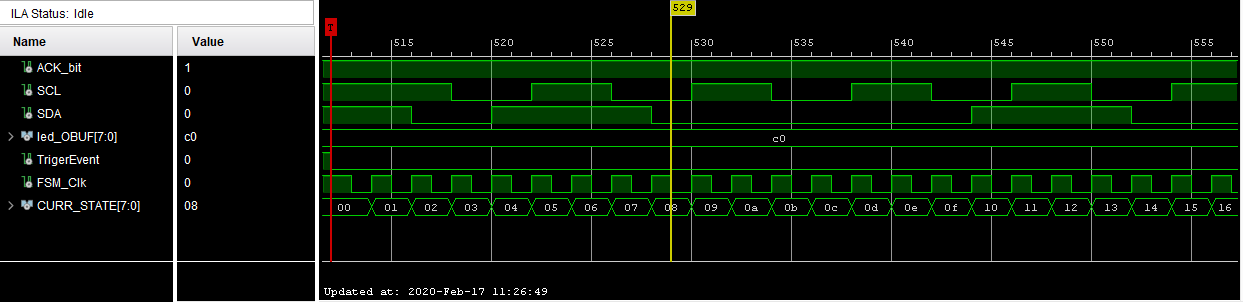 ILA Status: Idle
Name Value
ACK_bit 1
SCL 0
SDA 0
led_OBUF[7:0] c0
TrigerEvent 0
FSM_Clk 0
CURR_STATE[7:0] 08
529
T
515 520 525 530 535 540 545 550 555
c0
00 01 02 03 04 05 06 07 08 09 0a 0b 0c 0d 0e 0f 10 11 12 13 14 15 16
Updated at: 2020-Feb-17 11:26:49